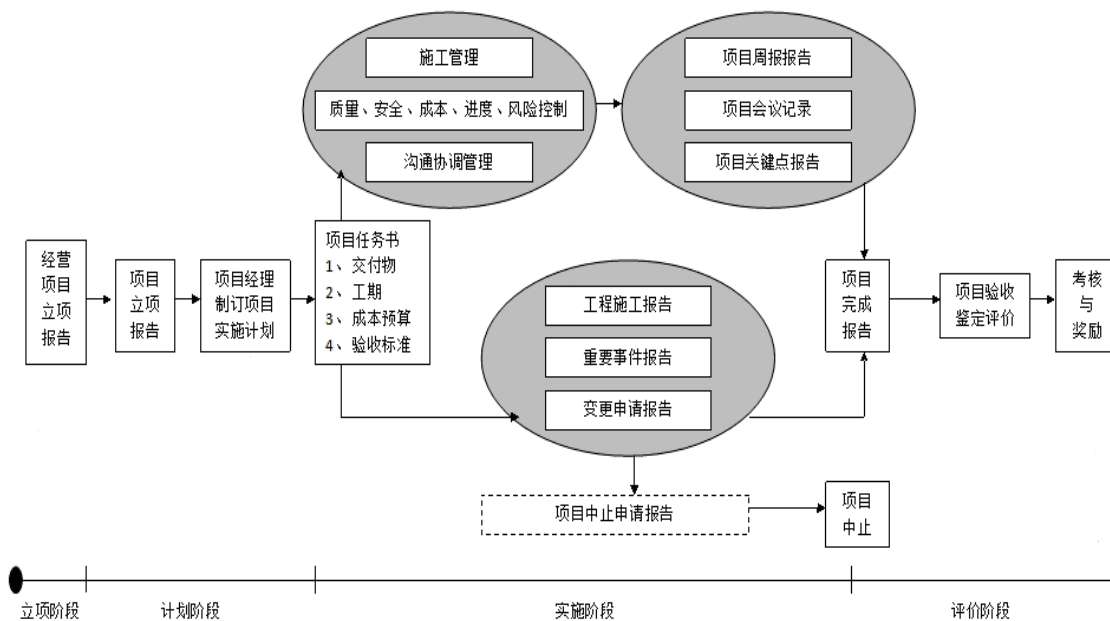 施工管理
质量、安全、成本、进度、风险控制
沟通协调管理
项目周报报告
项目会议记录
项目关键点报告
经营
项目
立项
报告
项目
立项
报告
项目经理
制订项目
实施计划
项目任务书
1、交付物
2、工期
3、成本预算
4、验收标准
工程施工报告
重要事件报告
变更申请报告
项目
完成
报告
项目验收
鉴定评价
考核
与
奖励
项目中止申请报告
项目
中止
立项阶段
计划阶段
实施阶段
评价阶段